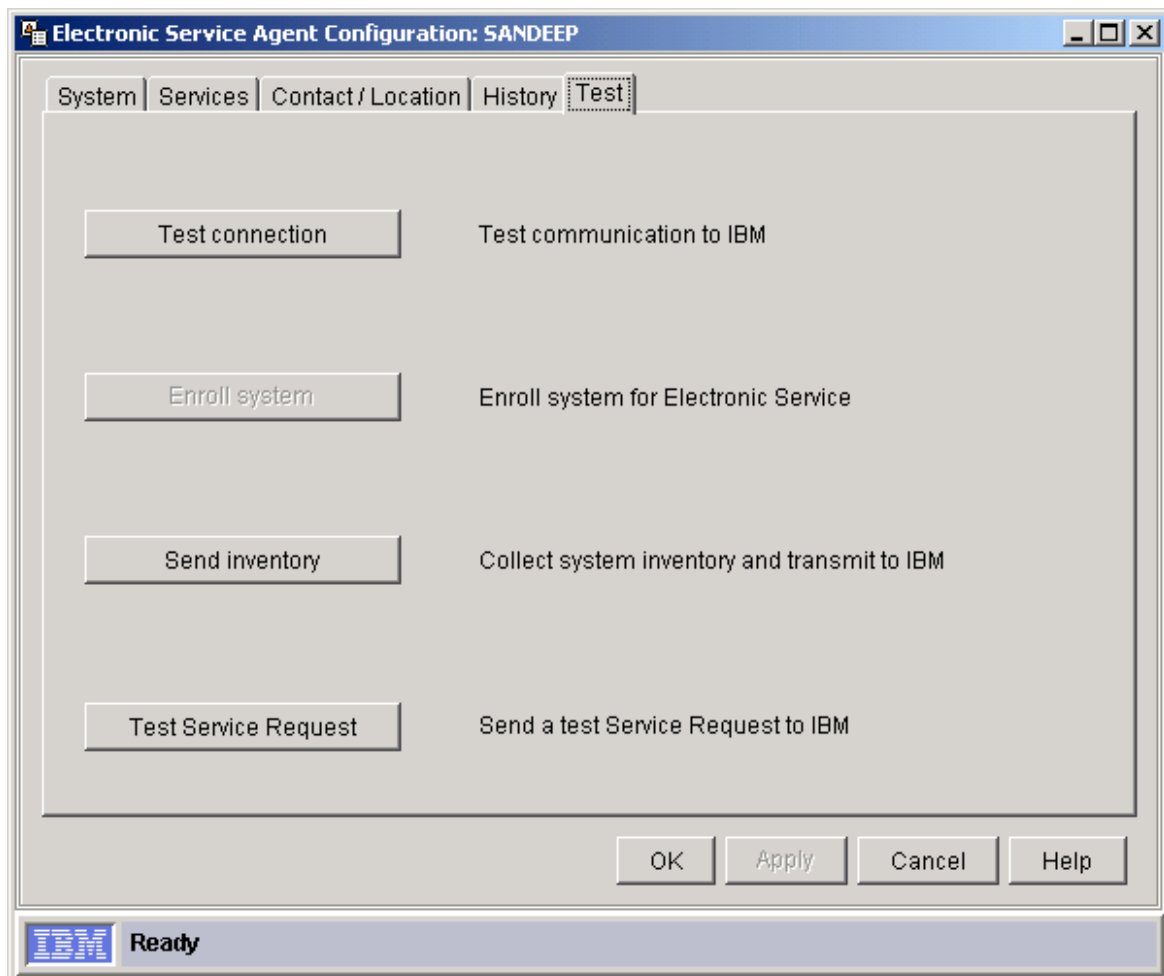 Electronic Service Agent Configuration: SANDEEP
System Services Contact / Location History Test
Test connection Test communication to IBM
Enroll system Enroll system for Electronic Service
Send inventory Collect system inventory and transmit to IBM
Test Service Request Send a test Service Request to IBM
OK Apply Cancel Help
IBM Ready